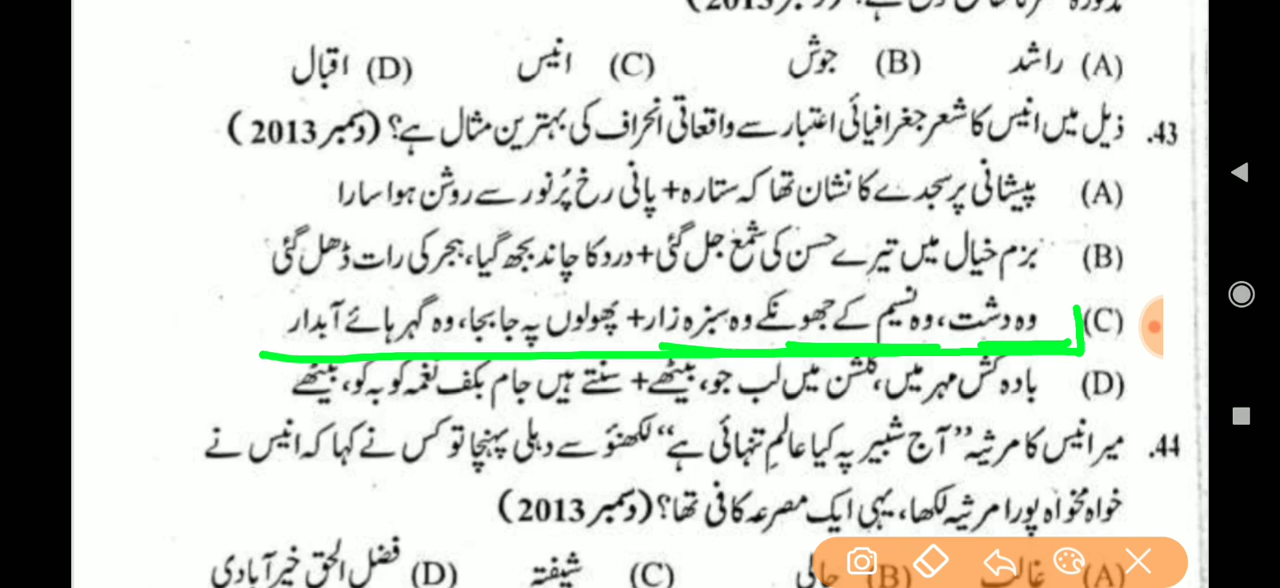 (دسمبر 2013)
(A) راشد (B) جوش (C) انیس (D) اقبال
43. ذیل میں انیس کا شعر جغرافیائی اعتبار سے واقعاتی انحراف کی بہترین مثال ہے؟ (دسمبر 2013)
(A) پیشانی پر سجدے کا نشان تھا کہ ستارہ+ پانی رخ پُرنور سے روشن ہوا سارا
(B) بزم خیال میں تیرے حسن کی شمع جل گئی+ درد کا چاند بجھ گیا، ہجر کی رات ڈھل گئی
(C) وہ دشت، وہ نسیم کے جھونکے وہ سبزہ زار+ پھولوں پہ جا بجا، وہ گہر ہائے آبدار
(D) بادہ کش مہر میں، گلشن میں لب جو، بیٹھے+ سنتے ہیں جام بکف نغمہ کو بہ کو، بیٹھے
44. میر انیس کا مرثیہ ”آج شبیر پہ کیا عالمِ تنہائی ہے“ لکھنؤ سے دہلی پہنچا تو کس نے کہا کہ انیس نے
خواہ مخواہ پورا مرثیہ لکھا، یہی ایک مصرعہ کافی تھا؟ (دسمبر 2013)
(A) غالب (B) حالی (C) شیفتہ (D) فضل الحق خیرآبادی